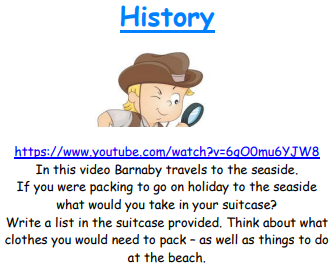 History
https://www.youtube.com/watch?v=6qO0mu6YJW8
In this video Barnaby travels to the seaside.
If you were packing to go on holiday to the seaside
what would you take in your suitcase?
Write a list in the suitcase provided. Think about what
clothes you would need to pack – as well as things to do
at the beach.